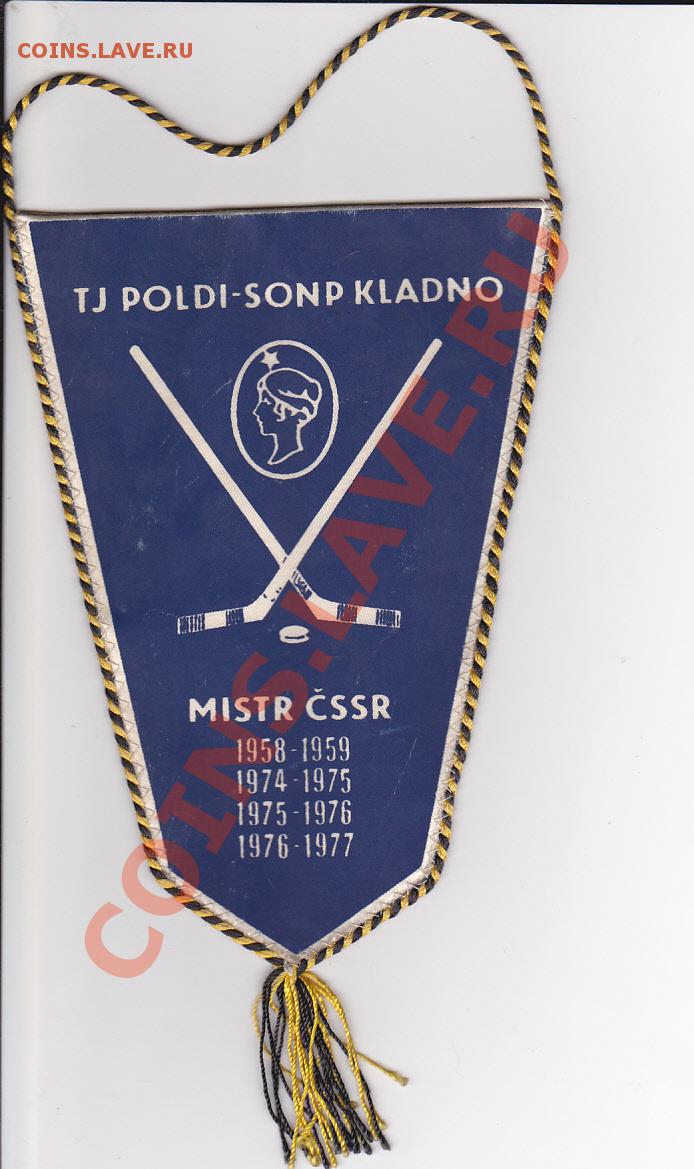 COINS.LAVE.RU
TJ POLDI-SONP KLADNO
MISTR ČSSR
1958-1959
1974-1975
1975-1976
1976-1977
COINS.LAVE.RU